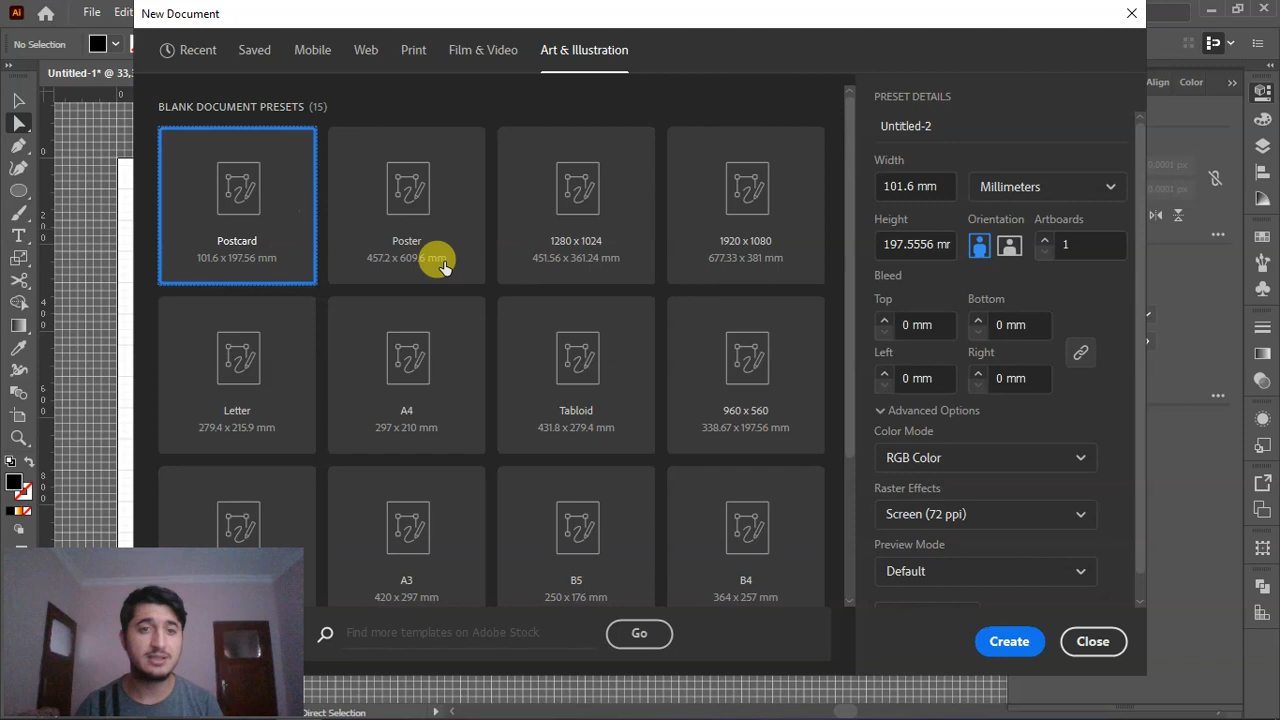 Ai
File
Edit
New Document
No Selection
Recent
Saved
Mobile
Web
Print
Film & Video
Art & Illustration
Untitled-1* @ 33,3
Align
Color
BLANK DOCUMENT PRESETS (15)
Postcard
101.6 x 197.56 mm
Poster
457.2 x 609.6 mm
1280 x 1024
451.56 x 361.24 mm
1920 x 1080
677.33 x 381 mm
Letter
279.4 x 215.9 mm
A4
297 x 210 mm
Tabloid
431.8 x 279.4 mm
960 x 560
338.67 x 197.56 mm
A3
420 x 297 mm
B5
250 x 176 mm
B4
364 x 257 mm
Find more templates on Adobe Stock
Go
PRESET DETAILS
Untitled-2
Width
101.6 mm
Millimeters
Height
Orientation
Artboards
197.5556 mr
1
Bleed
Top
Bottom
0 mm
0 mm
Left
Right
0 mm
0 mm
Advanced Options
Color Mode
RGB Color
Raster Effects
Screen (72 ppi)
Preview Mode
Default
Create
Close
0.0001 px
Direct Selection